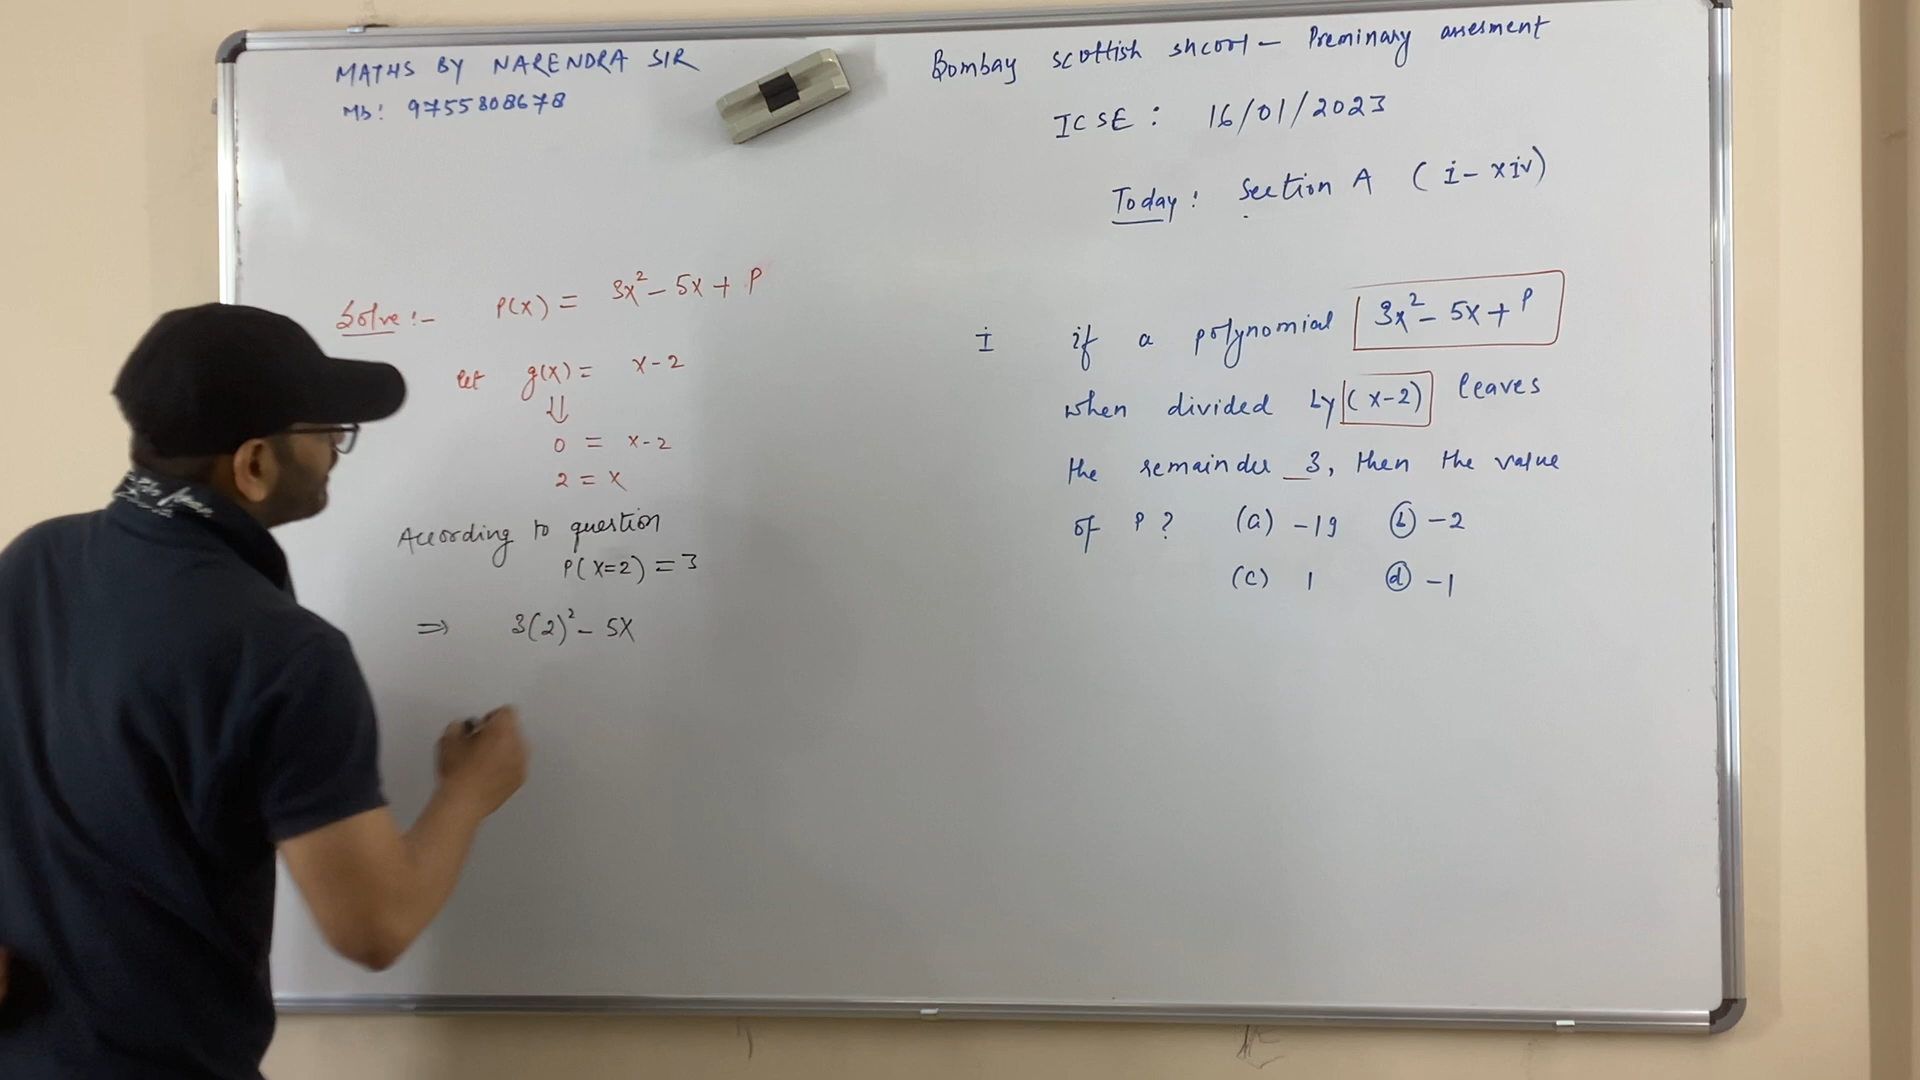 MATHS BY NARENDRA SIR
Mb: 9755808678
Bombay scottish shcool - Preminary assesment
ICSE: 16/01/2023
Today: Section A (i - xiv)
Solve:- P(x) = 3x² - 5x + P
let g(x) = x-2
⇓
0 = x-2
2 = x
According to question
P(x=2) = 3
⇒ 3(2)² - 5x
I if a polynomial 3x² - 5x + P
when divided by (x-2) leaves
the remainder 3, then the value
of P? (a) -19 (b) -2
(c) 1 (d) -1